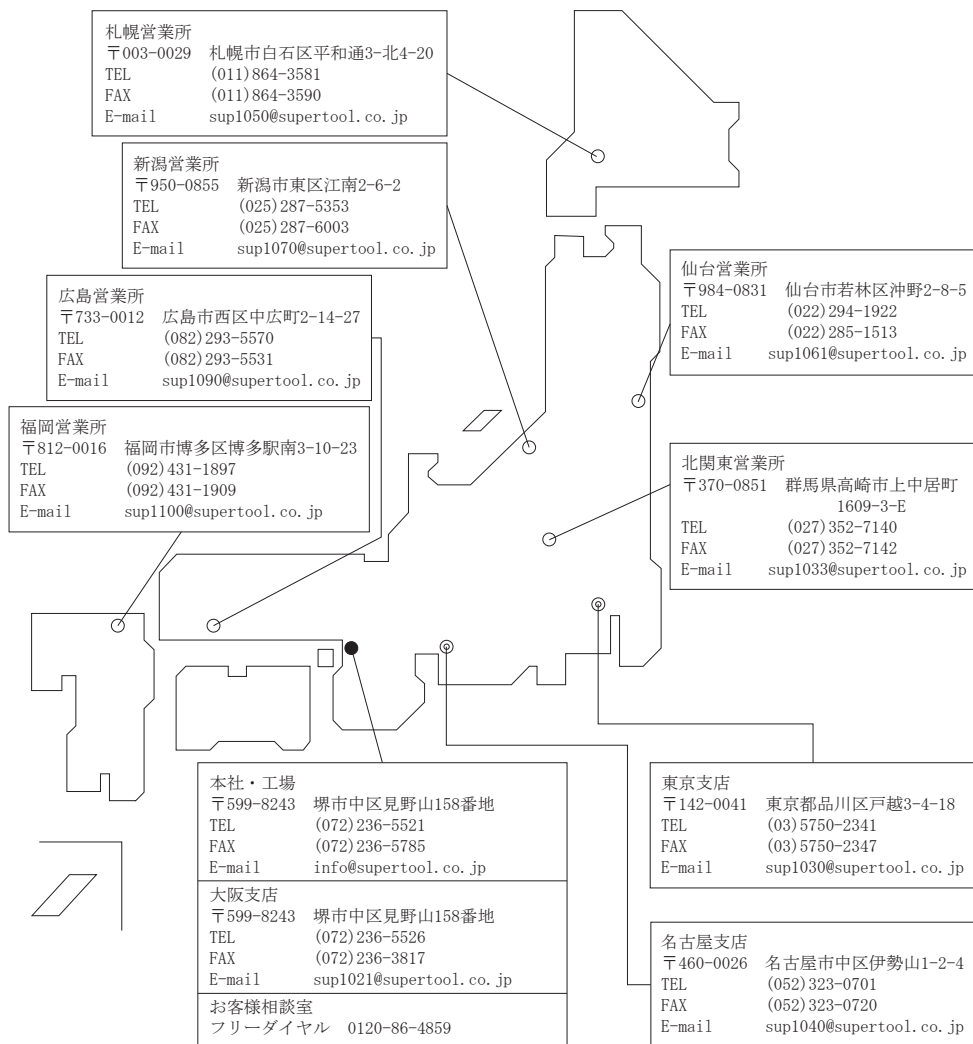 札幌営業所
〒003-0029 札幌市白石区平和通3-北4-20
TEL (011)864-3581
FAX (011)864-3590
E-mail sup1050@supertool.co.jp
新潟営業所
〒950-0855 新潟市東区江南2-6-2
TEL (025)287-5353
FAX (025)287-6003
E-mail sup1070@supertool.co.jp
広島営業所
〒733-0012 広島市西区中広町2-14-27
TEL (082)293-5570
FAX (082)293-5531
E-mail sup1090@supertool.co.jp
福岡営業所
〒812-0016 福岡市博多区博多駅南3-10-23
TEL (092)431-1897
FAX (092)431-1909
E-mail sup1100@supertool.co.jp
仙台営業所
〒984-0831 仙台市若林区沖野2-8-5
TEL (022)294-1922
FAX (022)285-1513
E-mail sup1061@supertool.co.jp
北関東営業所
〒370-0851 群馬県高崎市上中居町
1609-3-E
TEL (027)352-7140
FAX (027)352-7142
E-mail sup1033@supertool.co.jp
本社・工場
〒599-8243 堺市中区見野山158番地
TEL (072)236-5521
FAX (072)236-5785
E-mail info@supertool.co.jp
大阪支店
〒599-8243 堺市中区見野山158番地
TEL (072)236-5526
FAX (072)236-3817
E-mail sup1021@supertool.co.jp
お客様相談室
フリーダイヤル 0120-86-4859
東京支店
〒142-0041 東京都品川区戸越3-4-18
TEL (03)5750-2341
FAX (03)5750-2347
E-mail sup1030@supertool.co.jp
名古屋支店
〒460-0026 名古屋市中区伊勢山1-2-4
TEL (052)323-0701
FAX (052)323-0720
E-mail sup1040@supertool.co.jp